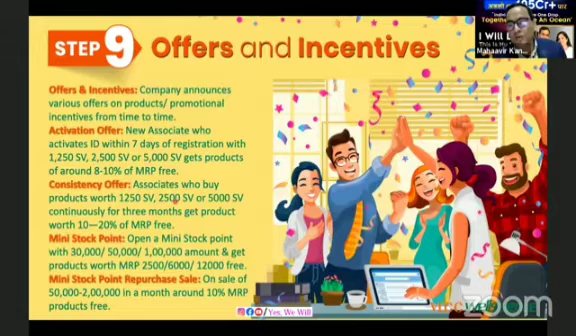 STEP 9 Offers and Incentives
Offers & Incentives: Company announces
various offers on products/ promotional
incentives from time to time.
Activation Offer: New Associate who
activates ID within 7 days of registration with
1,250 SV, 2,500 SV or 5,000 SV gets products
of around 8-10% of MRP free.
Consistency Offer: Associates who buy
products worth 1250 SV, 2500 SV or 5000 SV
continuously for three months get product
worth 10—20% of MRP free.
Mini Stock Point: Open a Mini Stock point
with 30,000/ 50,000/ 1,00,000 amount & get
products worth MRP 2500/6000/ 12000 free.
Mini Stock Point Repurchase Sale: On sale of
50,000-2,00,000 in a month around 10% MRP
products free.
/Yes, We Will
zoom
105Cr+
An Ocean'
I Will
This Is My
Mahaavir Kan